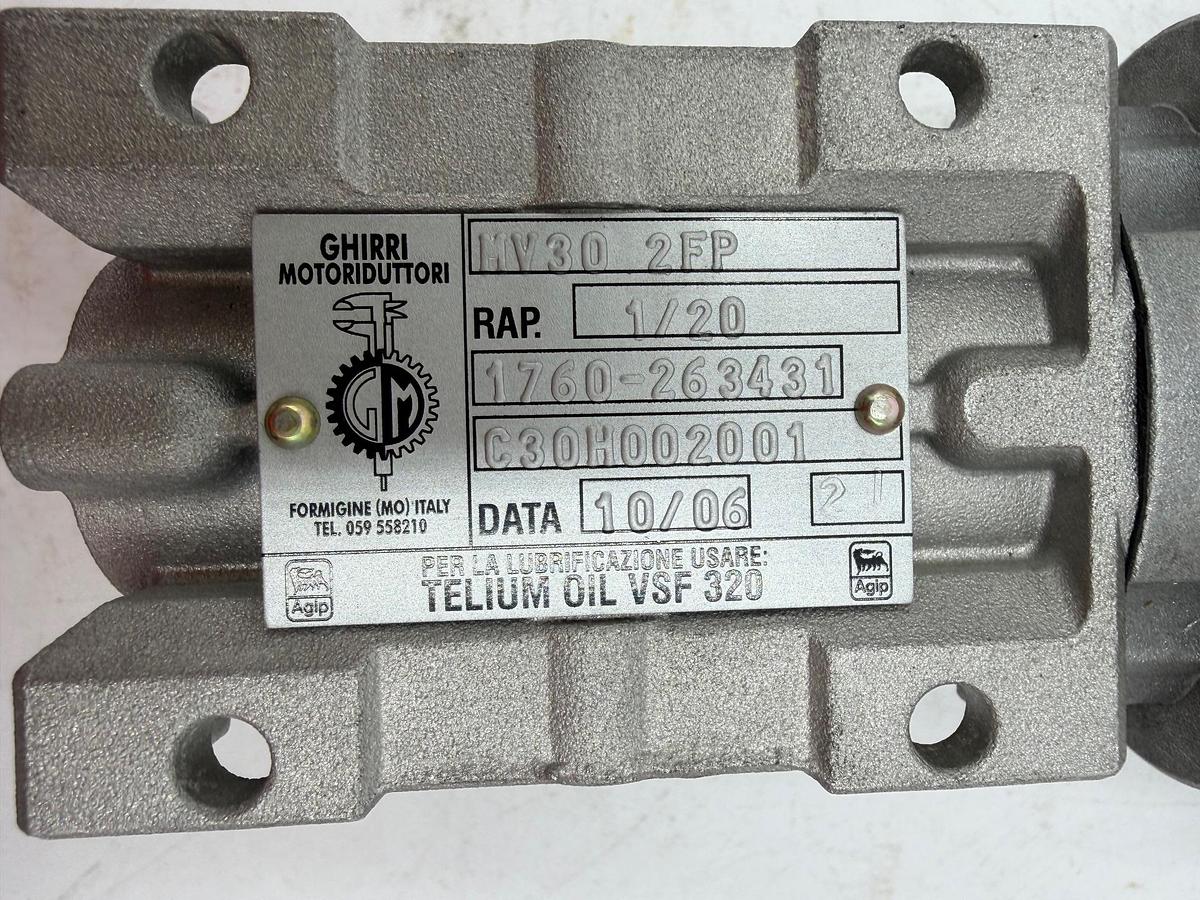 GHIRRI
MOTORIDUTTORI
GM
FORMIGINE (MO) ITALY
TEL. 059 558210
MV30 2FP
RAP. 1/20
1760-263431
C30H002001
DATA 10/06 21
Agip
PER LA LUBRIFICAZIONE USARE:
TELIUM OIL VSF 320
Agip